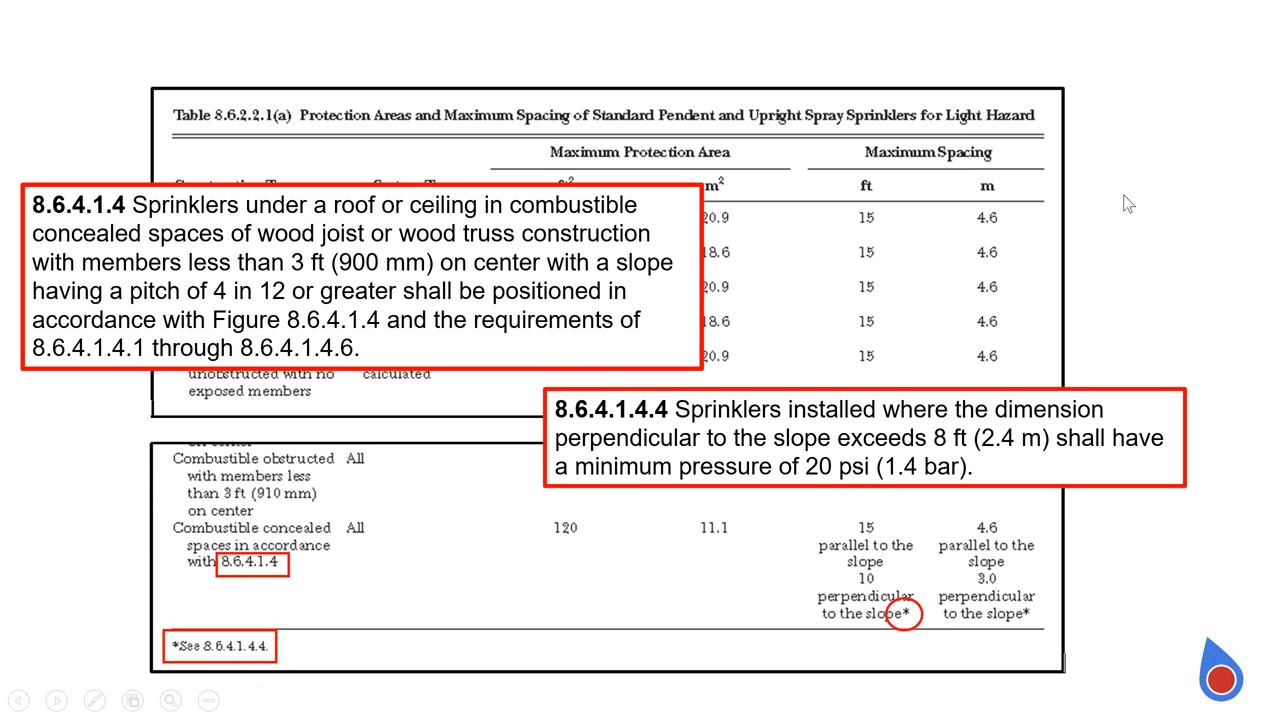 Table 8.6.2.2.1(a) Protection Areas and Maximum Spacing of Standard Pendent and Upright Spray Sprinklers for Light Hazard
Maximum Protection Area Maximum Spacing
m² ft m
8.6.4.1.4 Sprinklers under a roof or ceiling in combustible
concealed spaces of wood joist or wood truss construction
with members less than 3 ft (900 mm) on center with a slope
having a pitch of 4 in 12 or greater shall be positioned in
accordance with Figure 8.6.4.1.4 and the requirements of
8.6.4.1.4.1 through 8.6.4.1.4.6.
20.9 15 4.6
18.6 15 4.6
20.9 15 4.6
18.6 15 4.6
20.9 15 4.6
unobstructed with no calculated
exposed members
8.6.4.1.4.4 Sprinklers installed where the dimension
perpendicular to the slope exceeds 8 ft (2.4 m) shall have
a minimum pressure of 20 psi (1.4 bar).
on center
Combustible obstructed All
with members less
than 3 ft (910 mm)
on center
Combustible concealed All 120 11.1 15 4.6
spaces in accordance parallel to the parallel to the
with 8.6.4.1.4 slope slope
10 3.0
perpendicular perpendicular
to the slope* to the slope*
*See 8.6.4.1.4.4.